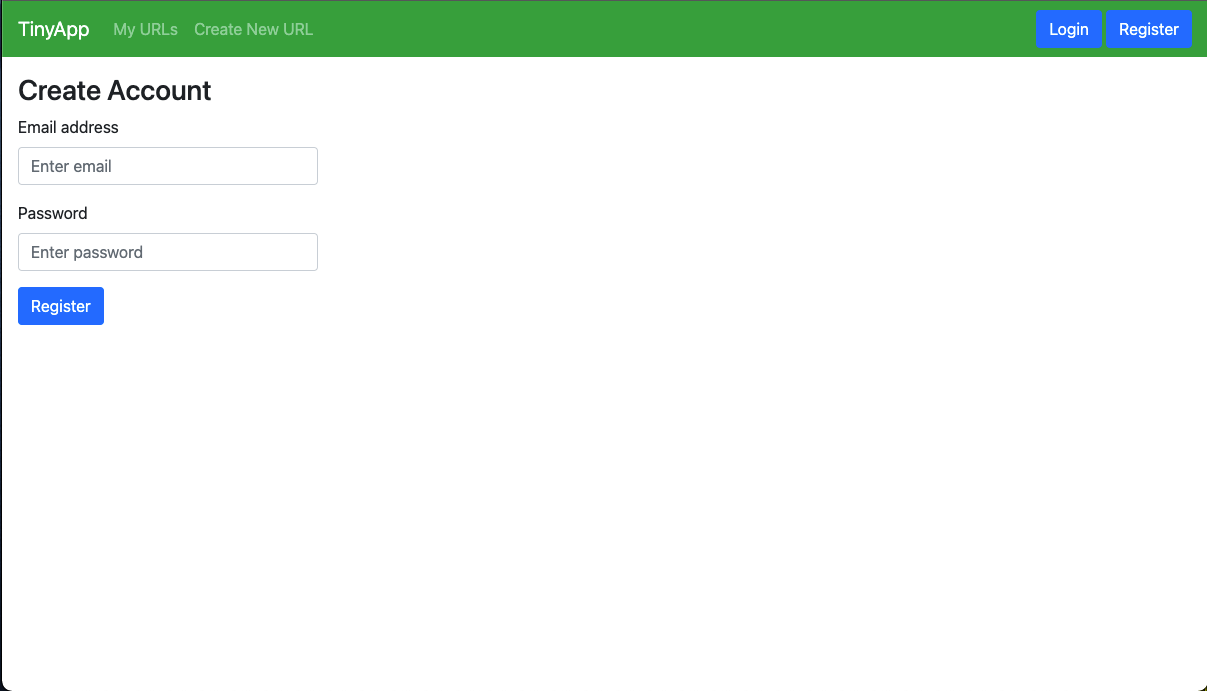 TinyApp My URLs Create New URL Login Register
Create Account
Email address
Enter email
Password
Enter password
Register